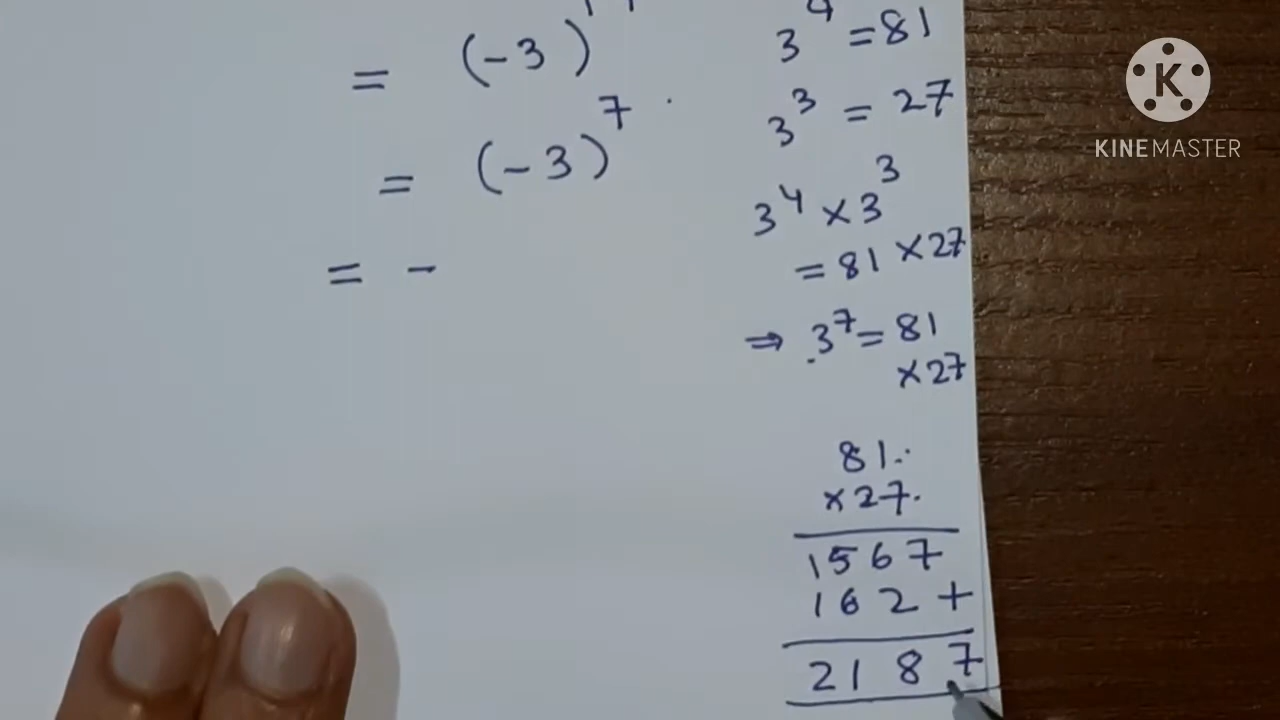 = (-3)
= (-3)⁷
= -
3⁴ = 81
3³ = 27
3⁴ × 3³
= 81 × 27
⇒ 3⁷ = 81
× 27
81
× 27
1567
162 +
2187
K
KINEMASTER